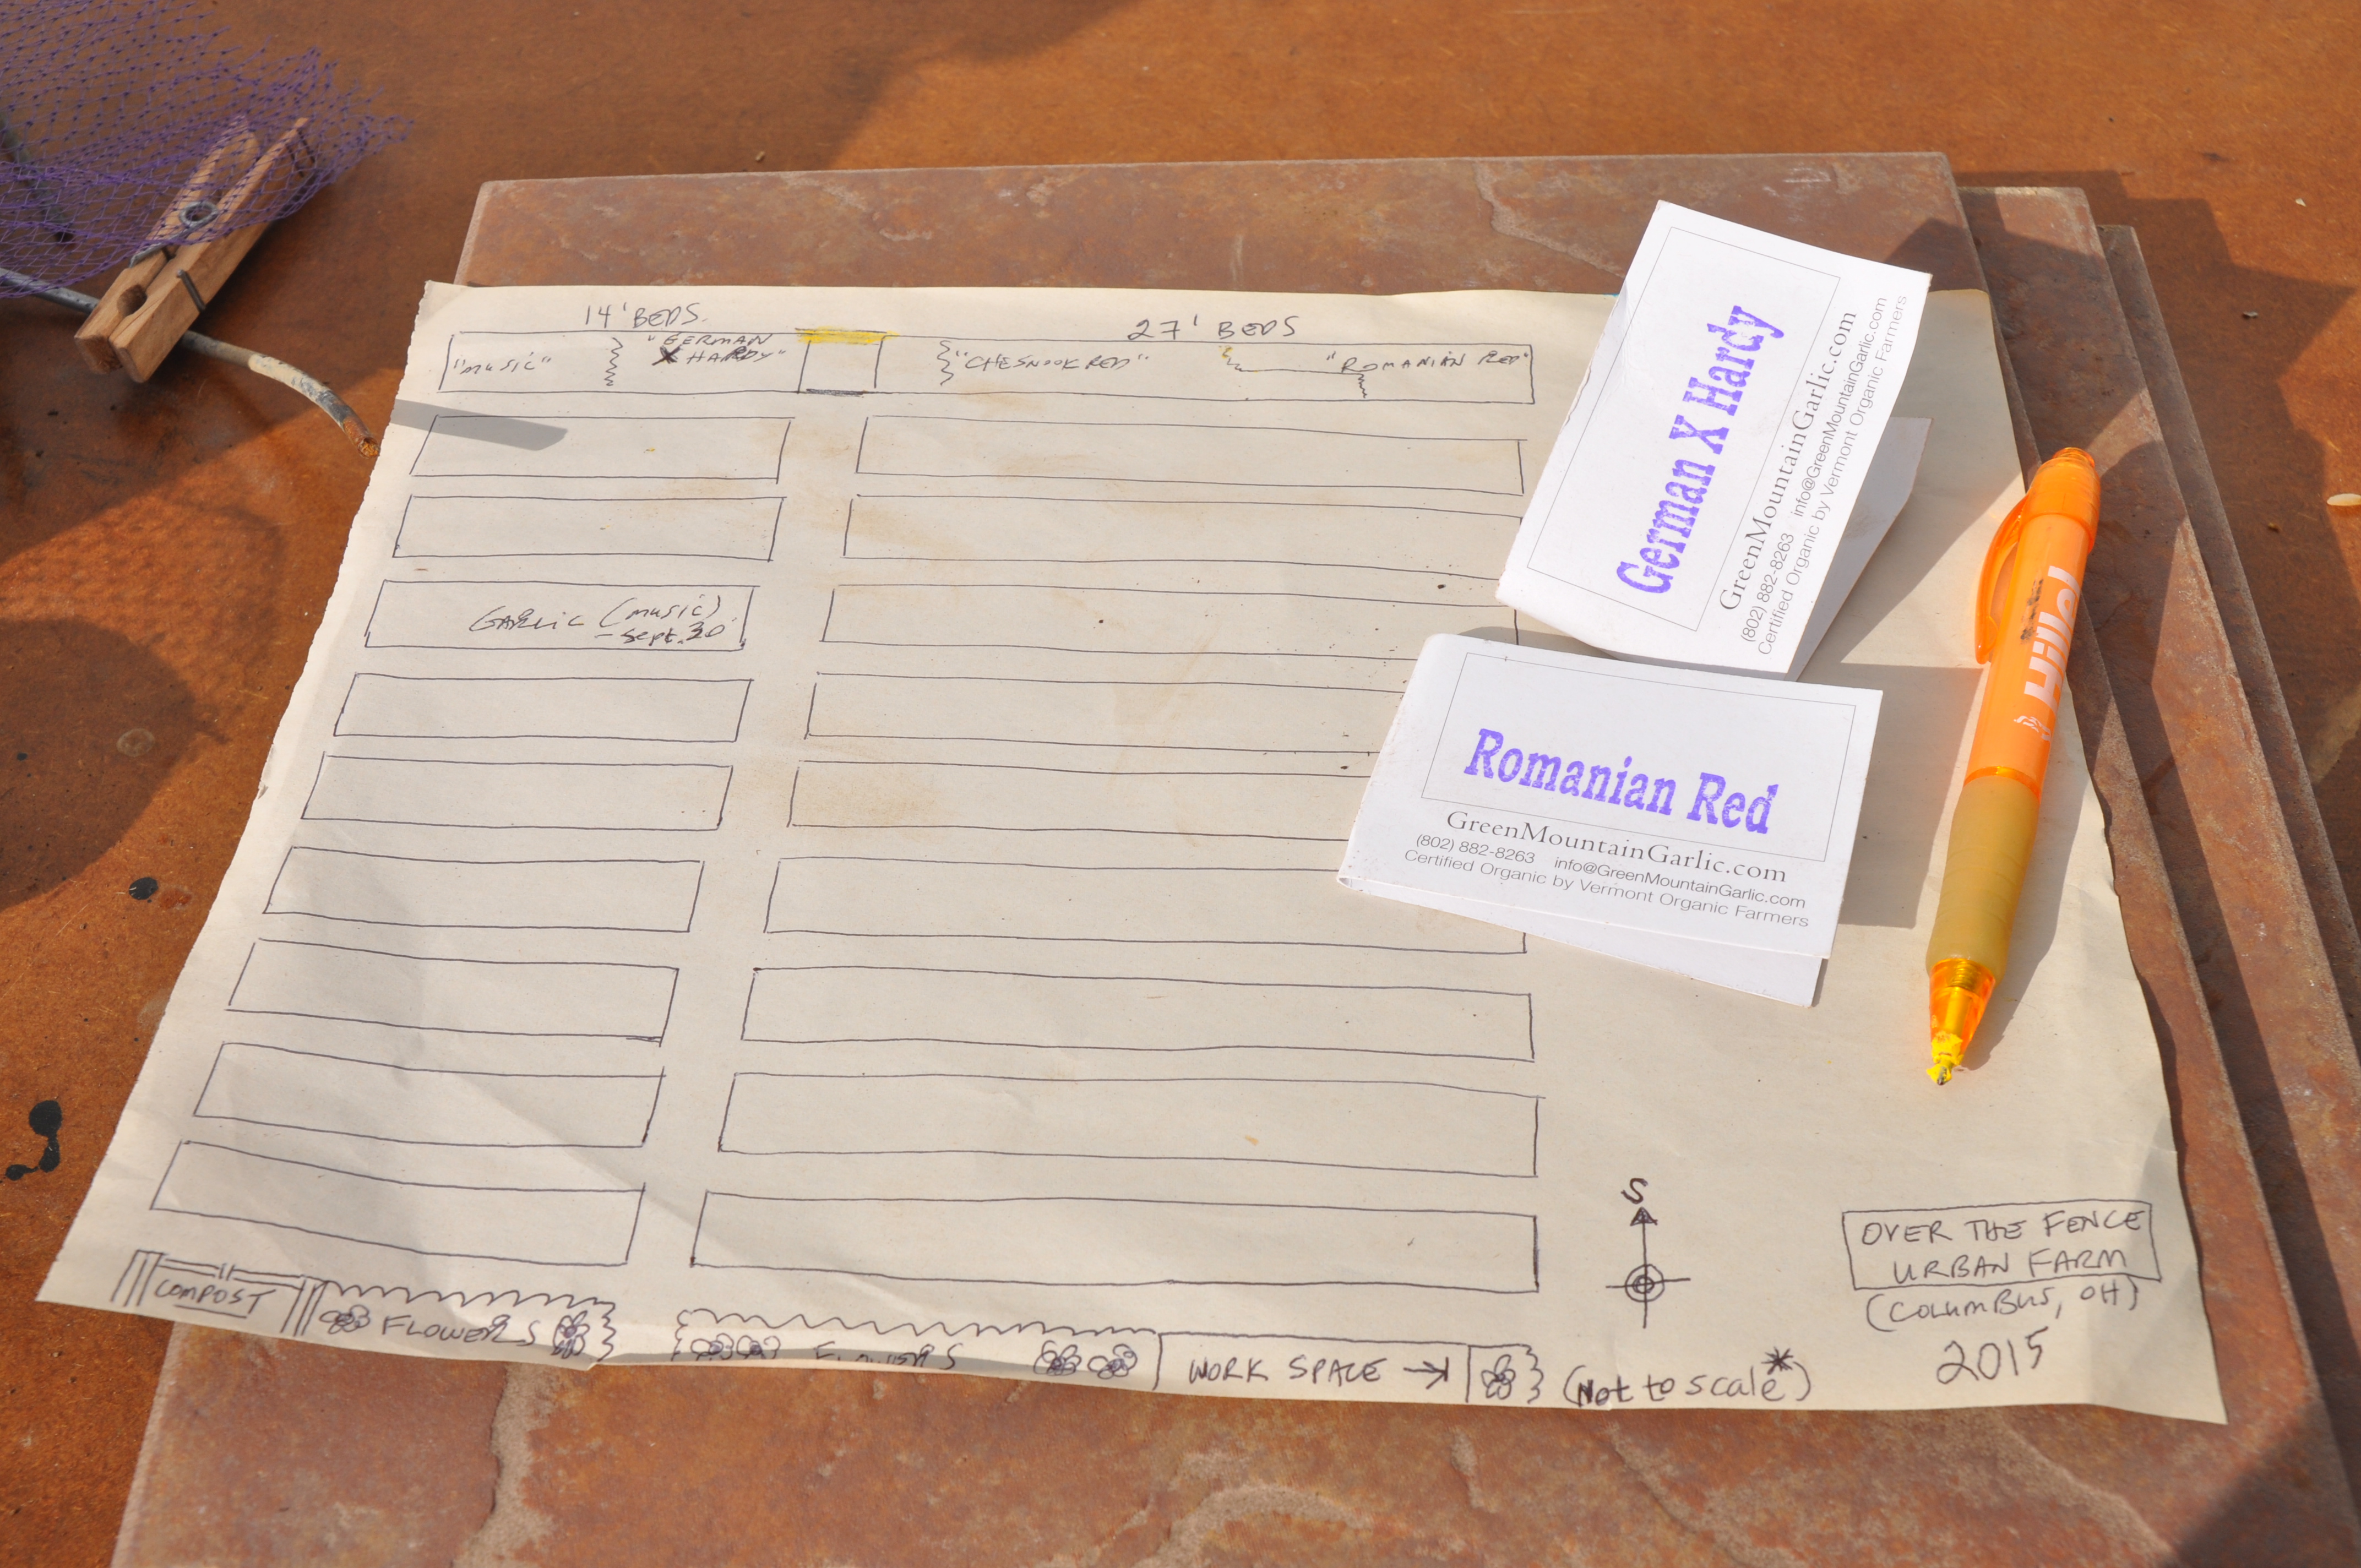 14' BEDS.
27' BEDS
"MUSIC"
"GERMAN
X HARDY"
"CHESNOOK RED"
"ROMANIAN RED"
GARLIC (MUSIC)
- Sept. 30
COMPOST
FLOWERS
FLOWERS
WORK SPACE →
(Not to scale*)
S
OVER THE FENCE
URBAN FARM
(COLUMBUS, OH)
2015
German X Hardy
GreenMountainGarlic.com
(802) 882-8263 info@GreenMountainGarlic.com
Certified Organic by Vermont Organic Farmers
Romanian Red
GreenMountainGarlic.com
(802) 882-8263 info@GreenMountainGarlic.com
Certified Organic by Vermont Organic Farmers